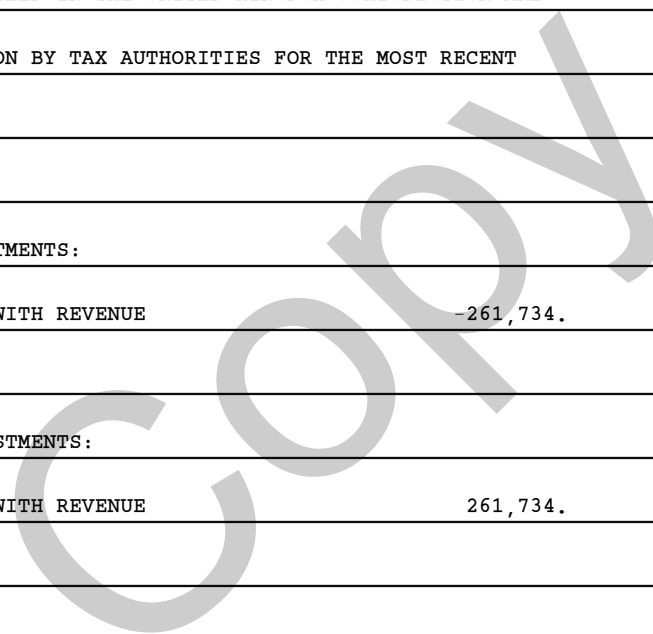 ON BY TAX AUTHORITIES FOR THE MOST RECENT
TMENTS:
WITH REVENUE -261,734.
STMENTS:
WITH REVENUE 261,734.
Copy